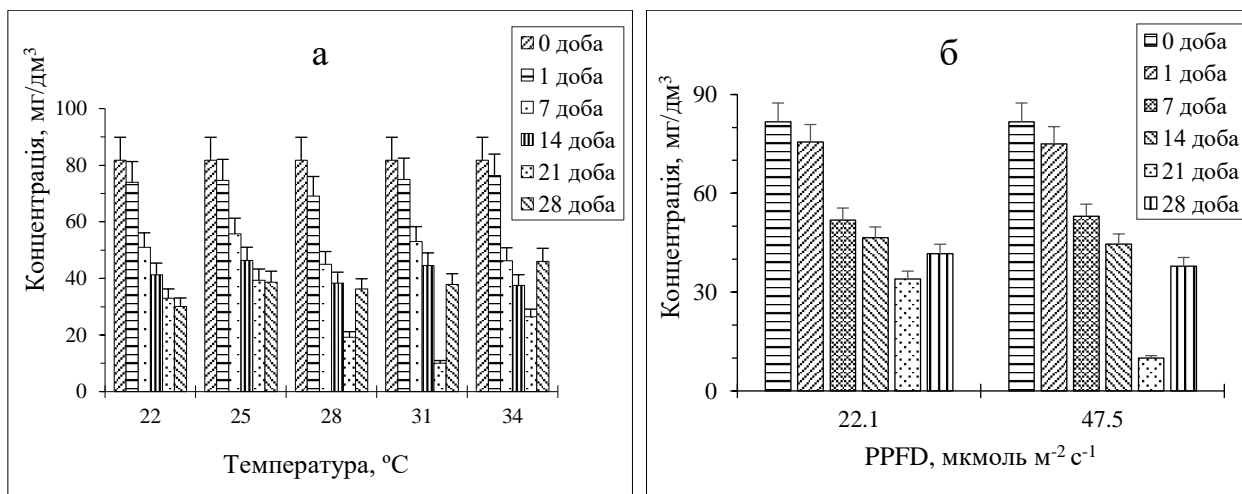 а
0 доба
1 доба
7 доба
14 доба
21 доба
28 доба
Концентрація, мг/дм³
100
80
60
40
20
0
22 25 28 31 34
Температура, ºС
б
0 доба
1 доба
7 доба
14 доба
21 доба
28 доба
Концентрація, мг/дм³
90
60
30
0
22.1 47.5
PPFD, мкмоль м⁻² с⁻¹